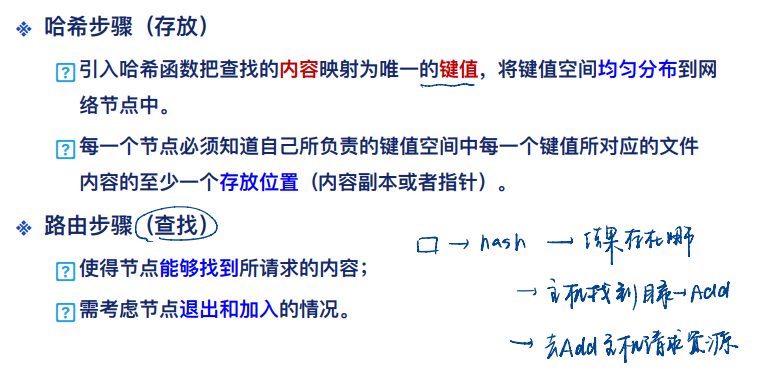 哈希步骤（存放）
引入哈希函数把查找的内容映射为唯一的键值，将键值空间均匀分布到网
络节点中。
每一个节点必须知道自己所负责的键值空间中每一个键值所对应的文件
内容的至少一个存放位置（内容副本或者指针）。
路由步骤（查找）
使得节点能够找到所请求的内容；
需考虑节点退出和加入的情况。
□ → hash → 结果存在哪
→ 主机找到目录→Add
→ 去Add主机请求资源